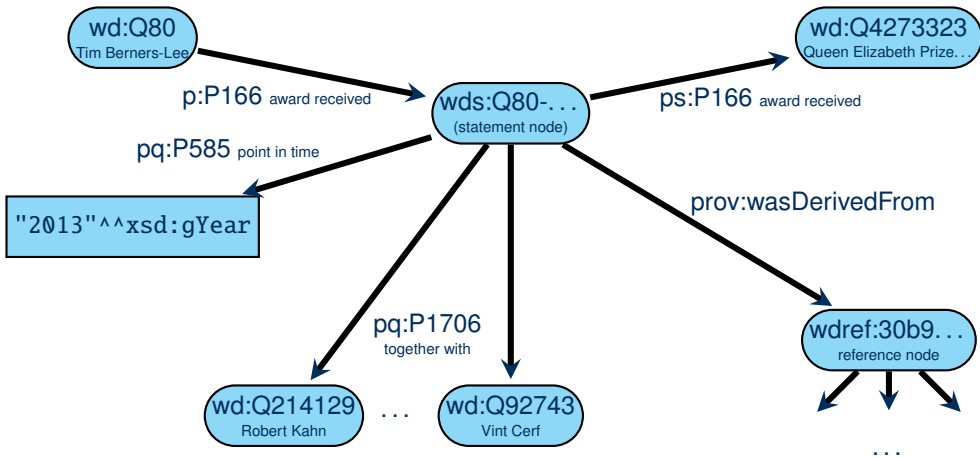 wd:Q80
Tim Berners-Lee
wd:Q4273323
Queen Elizabeth Prize...
p:P166 award received
wds:Q80-...
(statement node)
ps:P166 award received
pq:P585 point in time
"2013"^^xsd:gYear
prov:wasDerivedFrom
pq:P1706
together with
wdref:30b9...
reference node
wd:Q214129
Robert Kahn
...
wd:Q92743
Vint Cerf
...